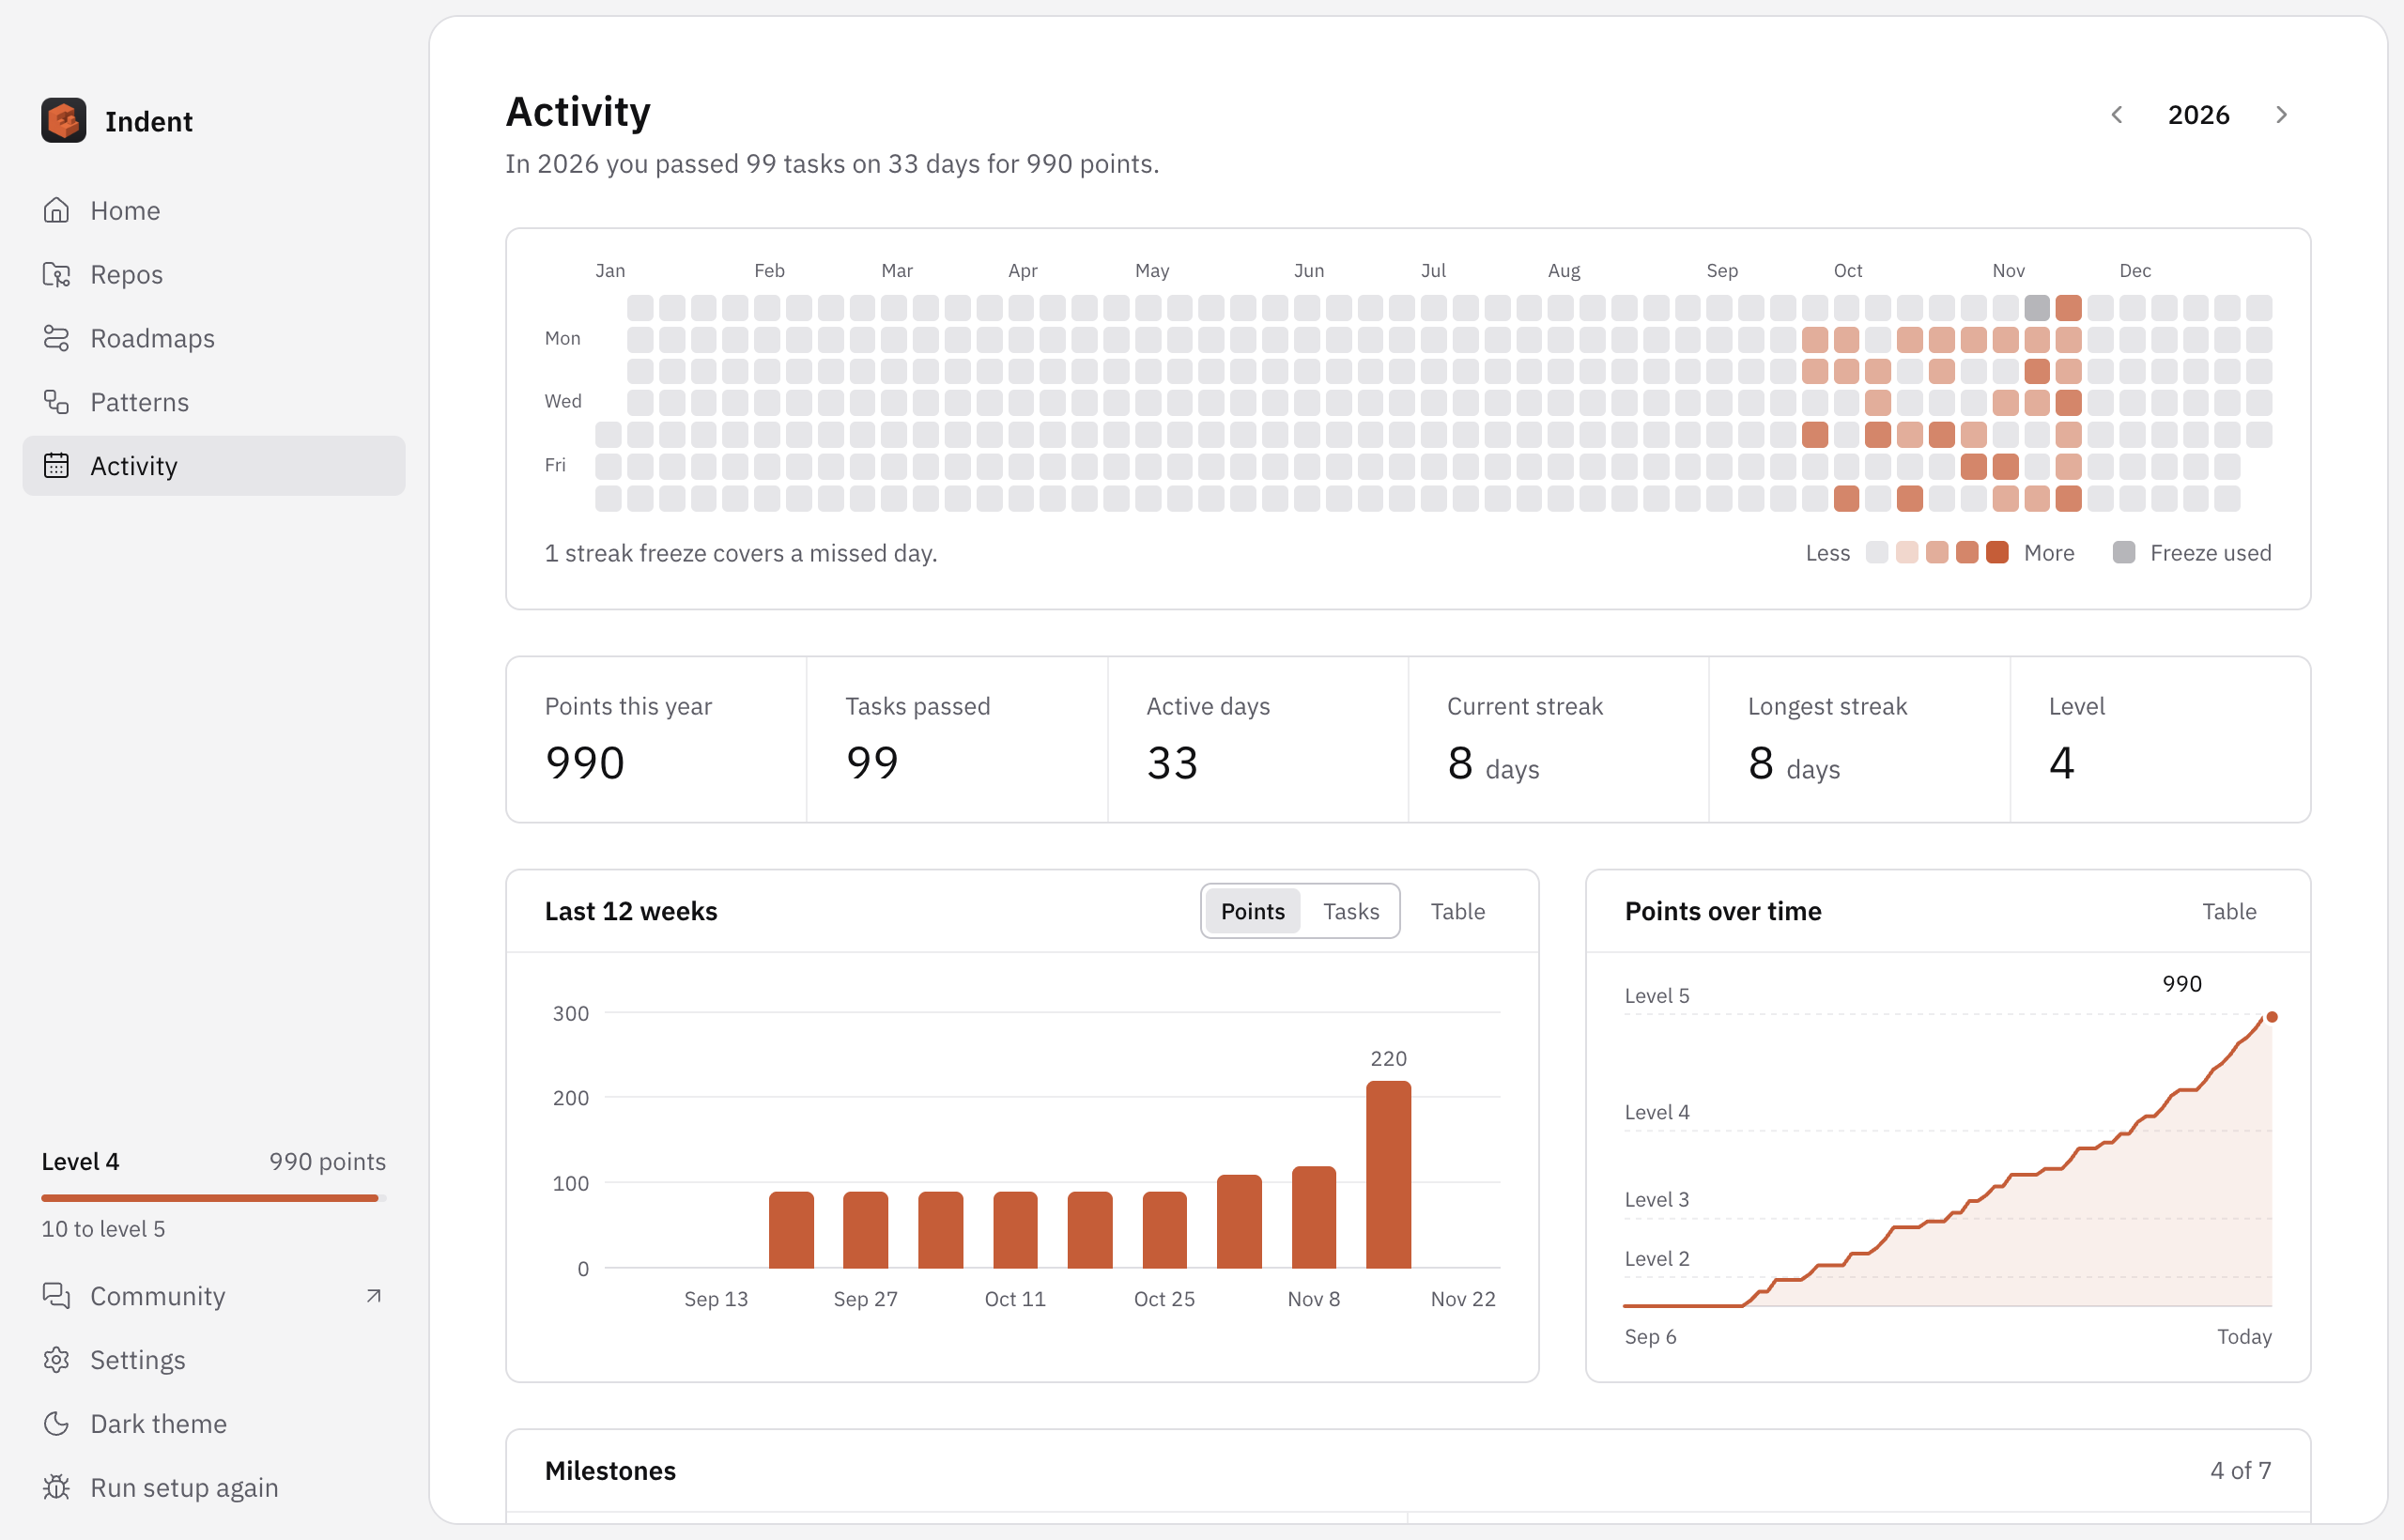 Indent
Home
Repos
Roadmaps
Patterns
Activity
Level 4 990 points
10 to level 5
Community
Settings
Dark theme
Run setup again
Activity
2026
In 2026 you passed 99 tasks on 33 days for 990 points.
Jan Feb Mar Apr May Jun Jul Aug Sep Oct Nov Dec
Mon
Wed
Fri
1 streak freeze covers a missed day.
Less More Freeze used
Points this year
990
Tasks passed
99
Active days
33
Current streak
8 days
Longest streak
8 days
Level
4
Last 12 weeks
Points Tasks Table
300
220
200
100
0
Sep 13 Sep 27 Oct 11 Oct 25 Nov 8 Nov 22
Points over time
Table
990
Level 5
Level 4
Level 3
Level 2
Sep 6 Today
Milestones
4 of 7